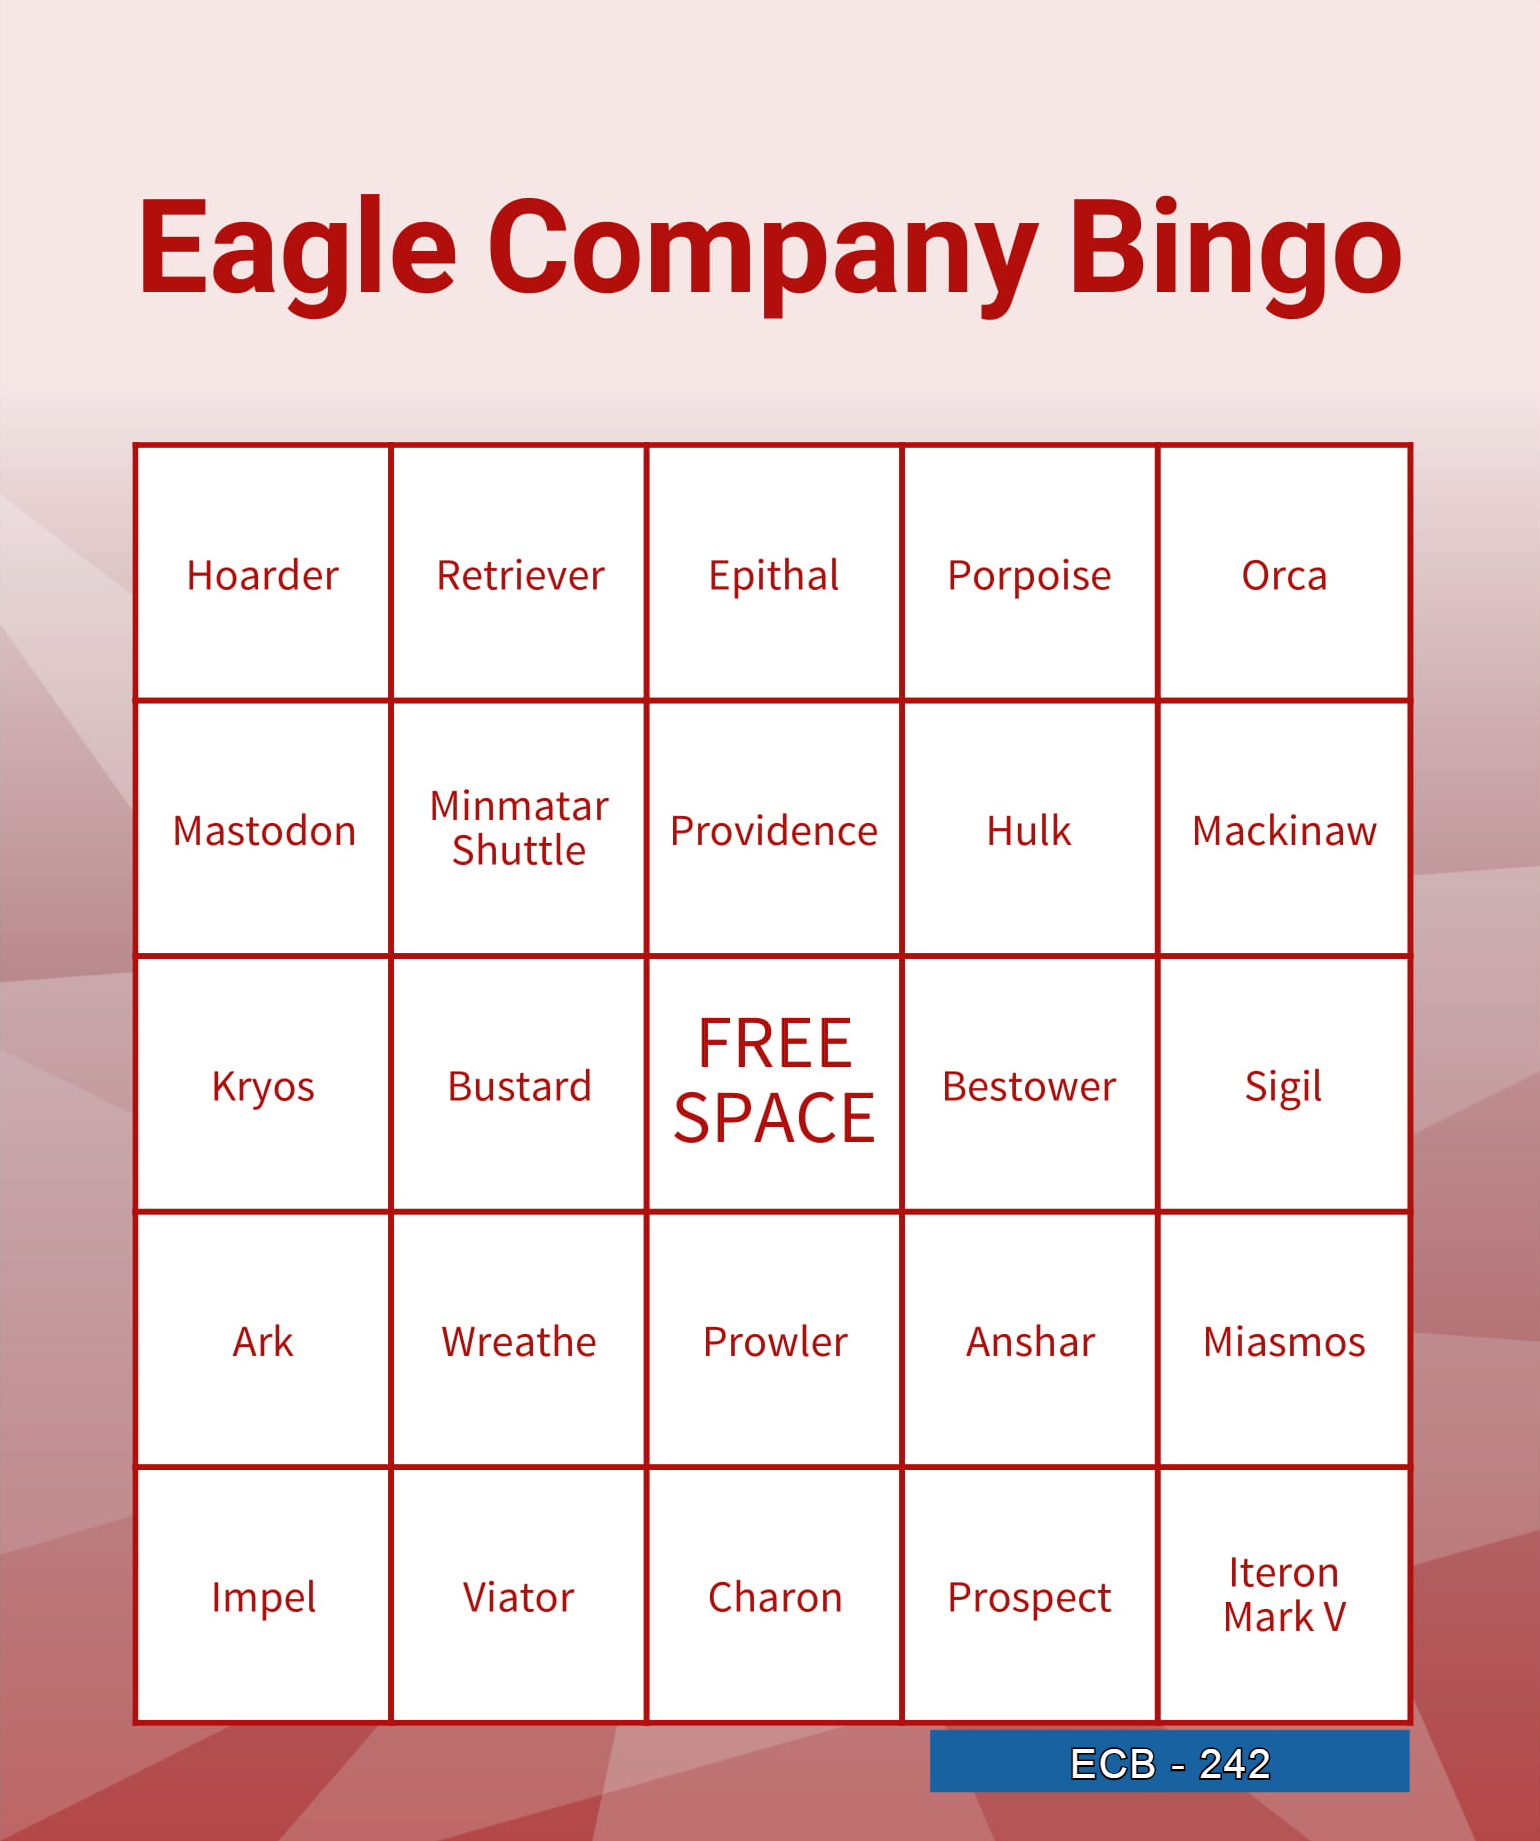 Eagle Company Bingo
Hoarder
Retriever
Epithal
Porpoise
Orca
Mastodon
Minmatar
Shuttle
Providence
Hulk
Mackinaw
Kryos
Bustard
FREE
SPACE
Bestower
Sigil
Ark
Wreathe
Prowler
Anshar
Miasmos
Impel
Viator
Charon
Prospect
Iteron
Mark V
ECB - 242